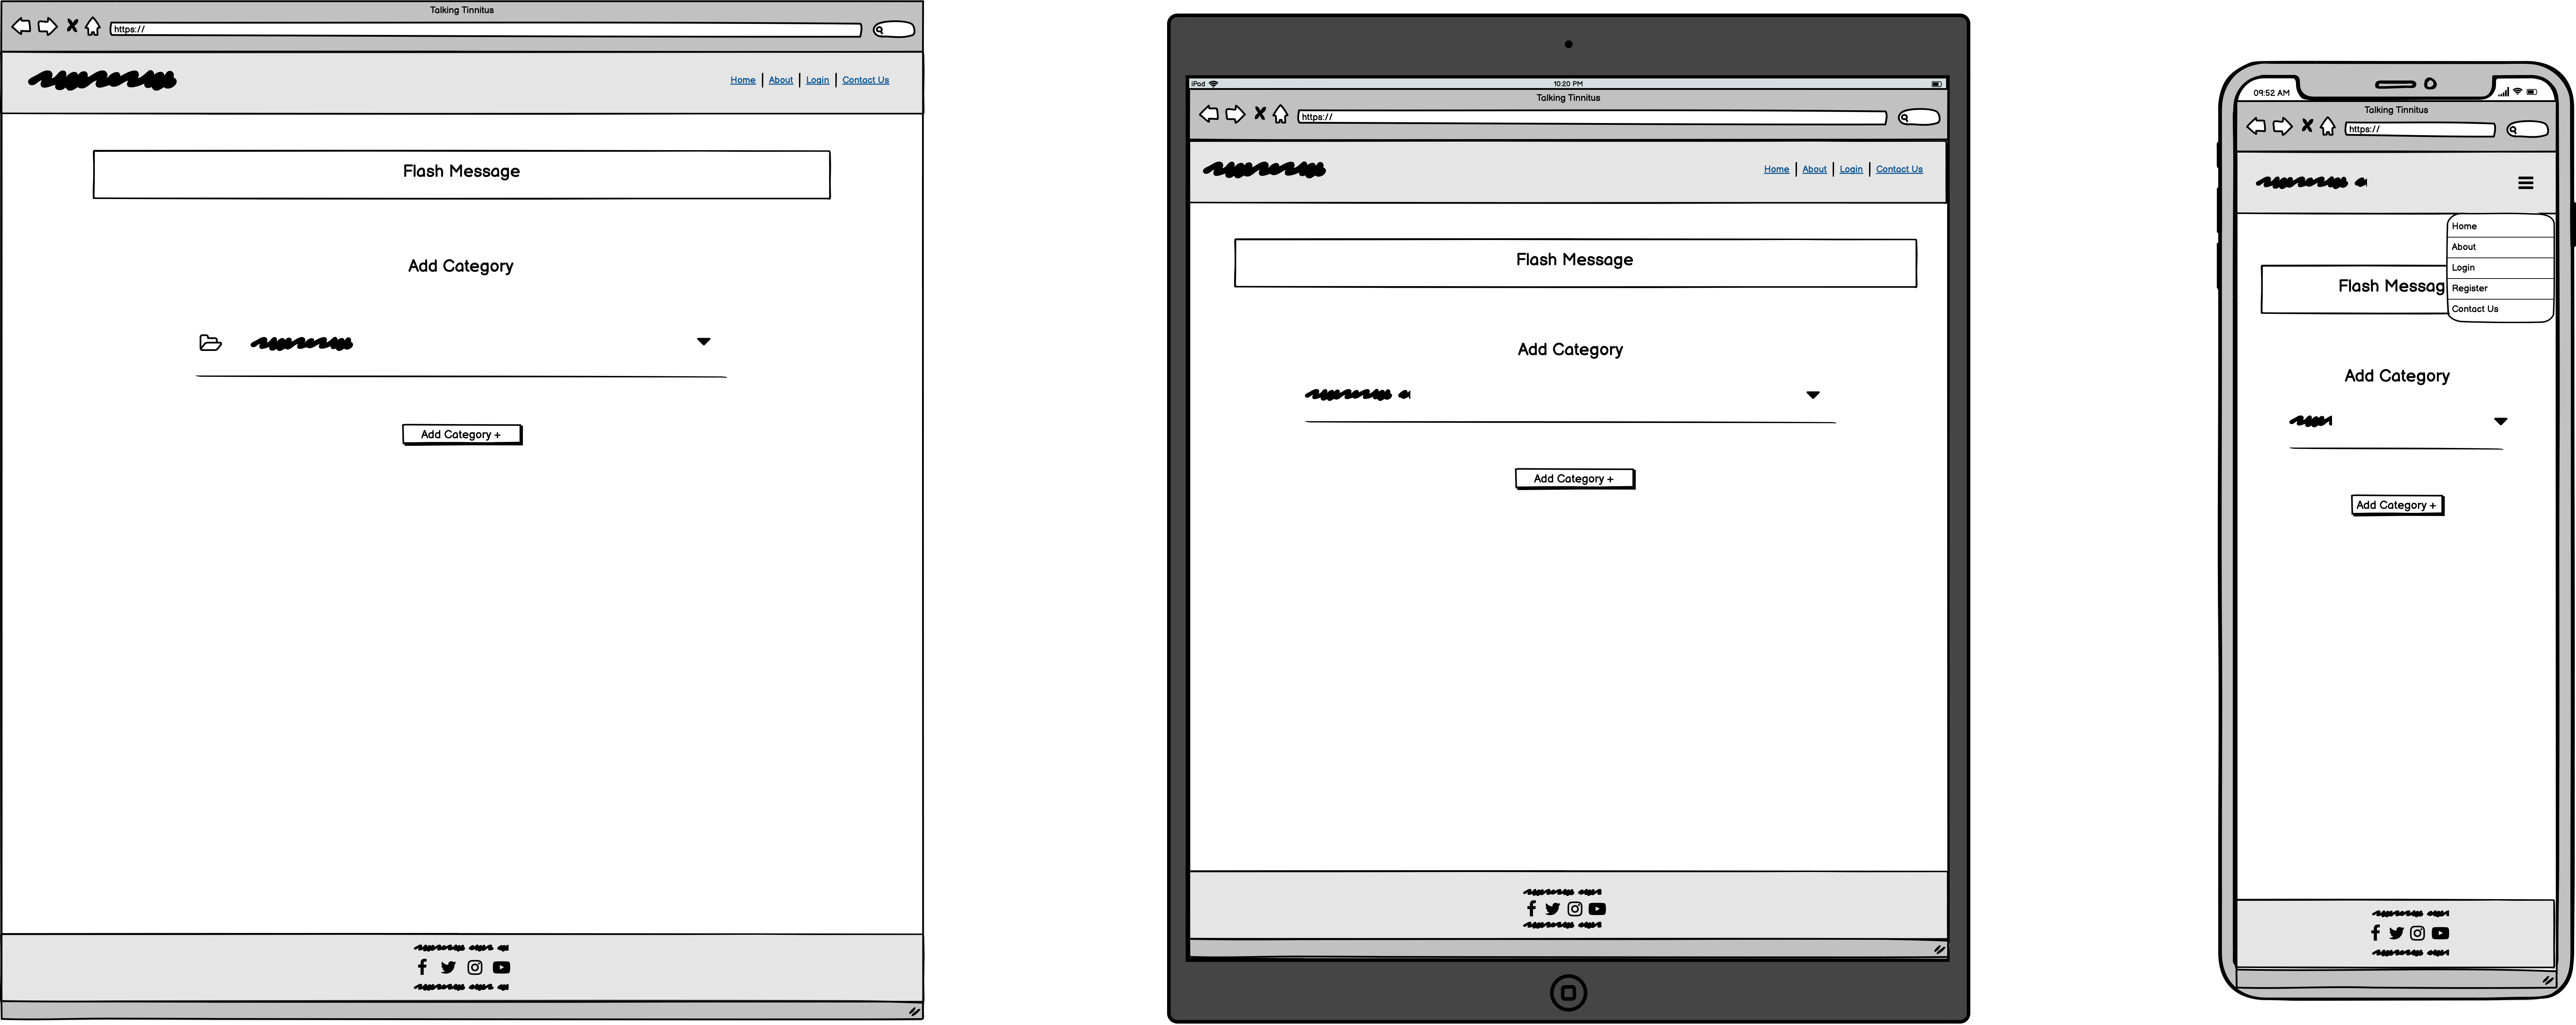 Talking Tinnitus
https://
Home About Login Contact Us
Flash Message
Add Category
Add Category +
iPad 10:20 PM
Talking Tinnitus
https://
Home About Login Contact Us
Flash Message
Add Category
Add Category +
09:52 AM
Talking Tinnitus
https://
Home
About
Login
Flash Messag
Register
Contact Us
Add Category
Add Category +